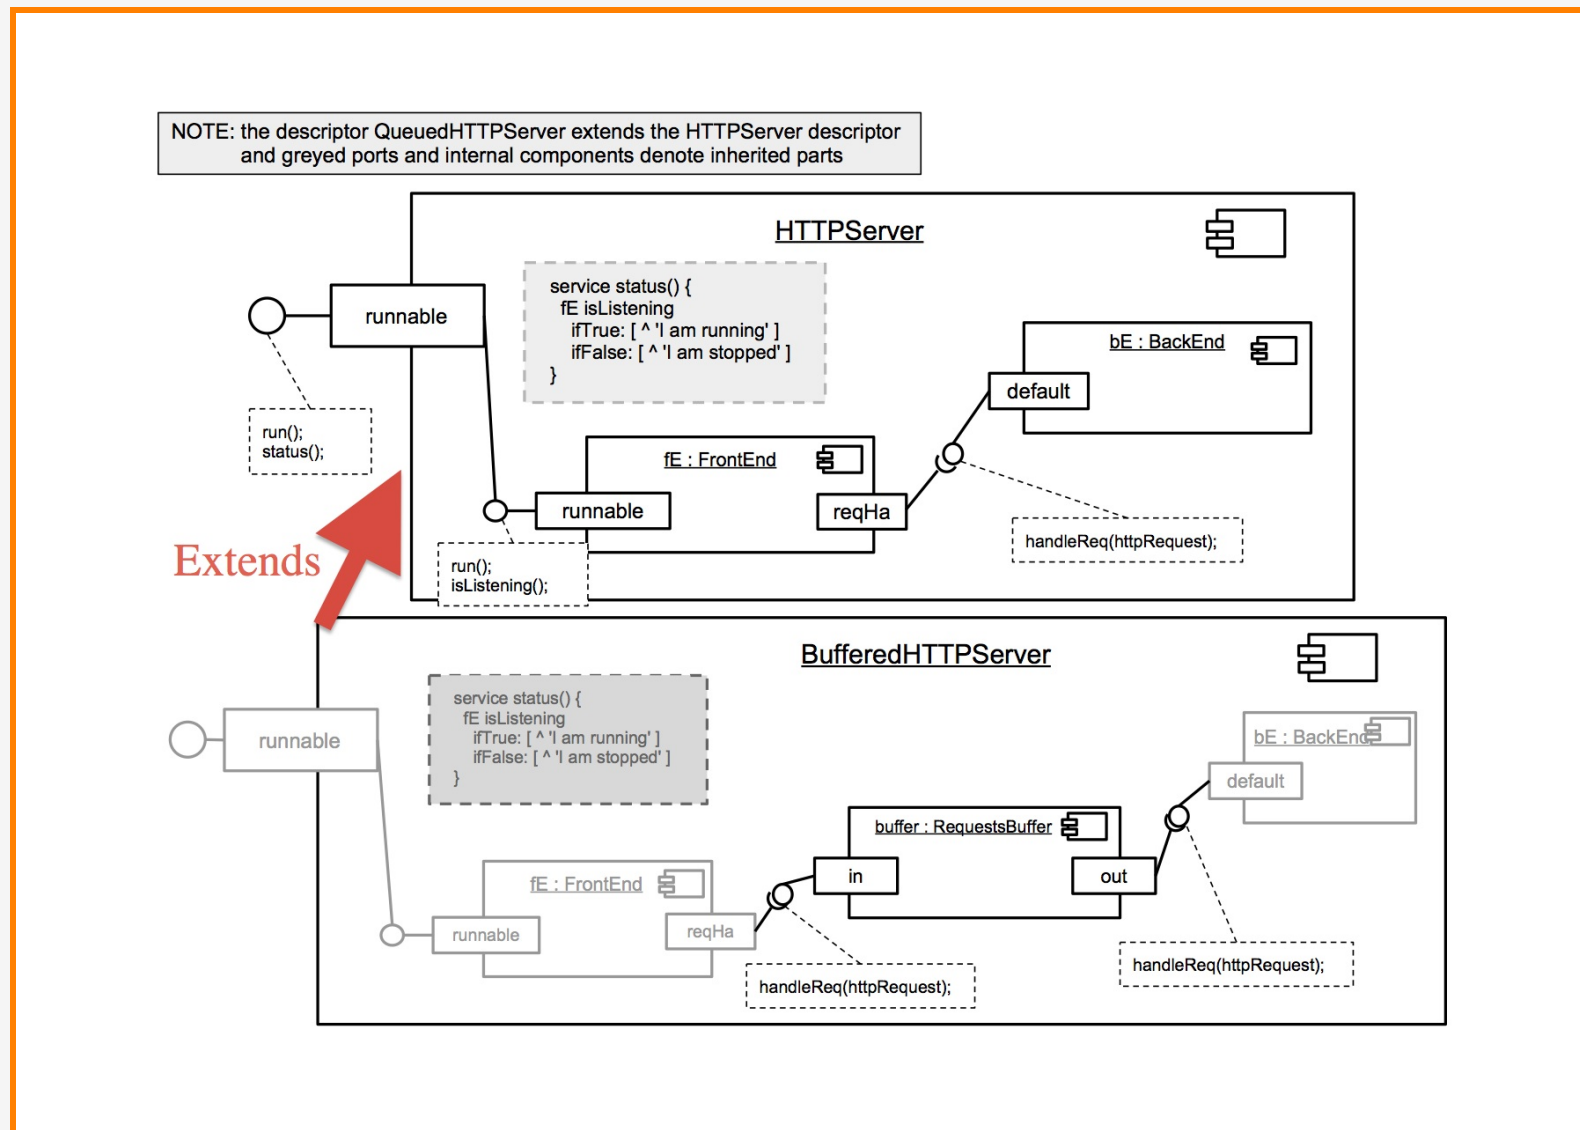 NOTE: the descriptor QueuedHTTPServer extends the HTTPServer descriptor
and greyed ports and internal components denote inherited parts
HTTPServer
service status() {
fE isListening
ifTrue: [ ^ 'I am running' ]
ifFalse: [ ^ 'I am stopped' ]
}
runnable
bE : BackEnd
default
run();
status();
fE : FrontEnd
runnable
reqHa
handleReq(httpRequest);
Extends
run();
isListening();
BufferedHTTPServer
service status() {
fE isListening
ifTrue: [ ^ 'I am running' ]
ifFalse: [ ^ 'I am stopped' ]
}
runnable
bE : BackEnd
default
buffer : RequestsBuffer
in
out
fE : FrontEnd
runnable
reqHa
handleReq(httpRequest);
handleReq(httpRequest);